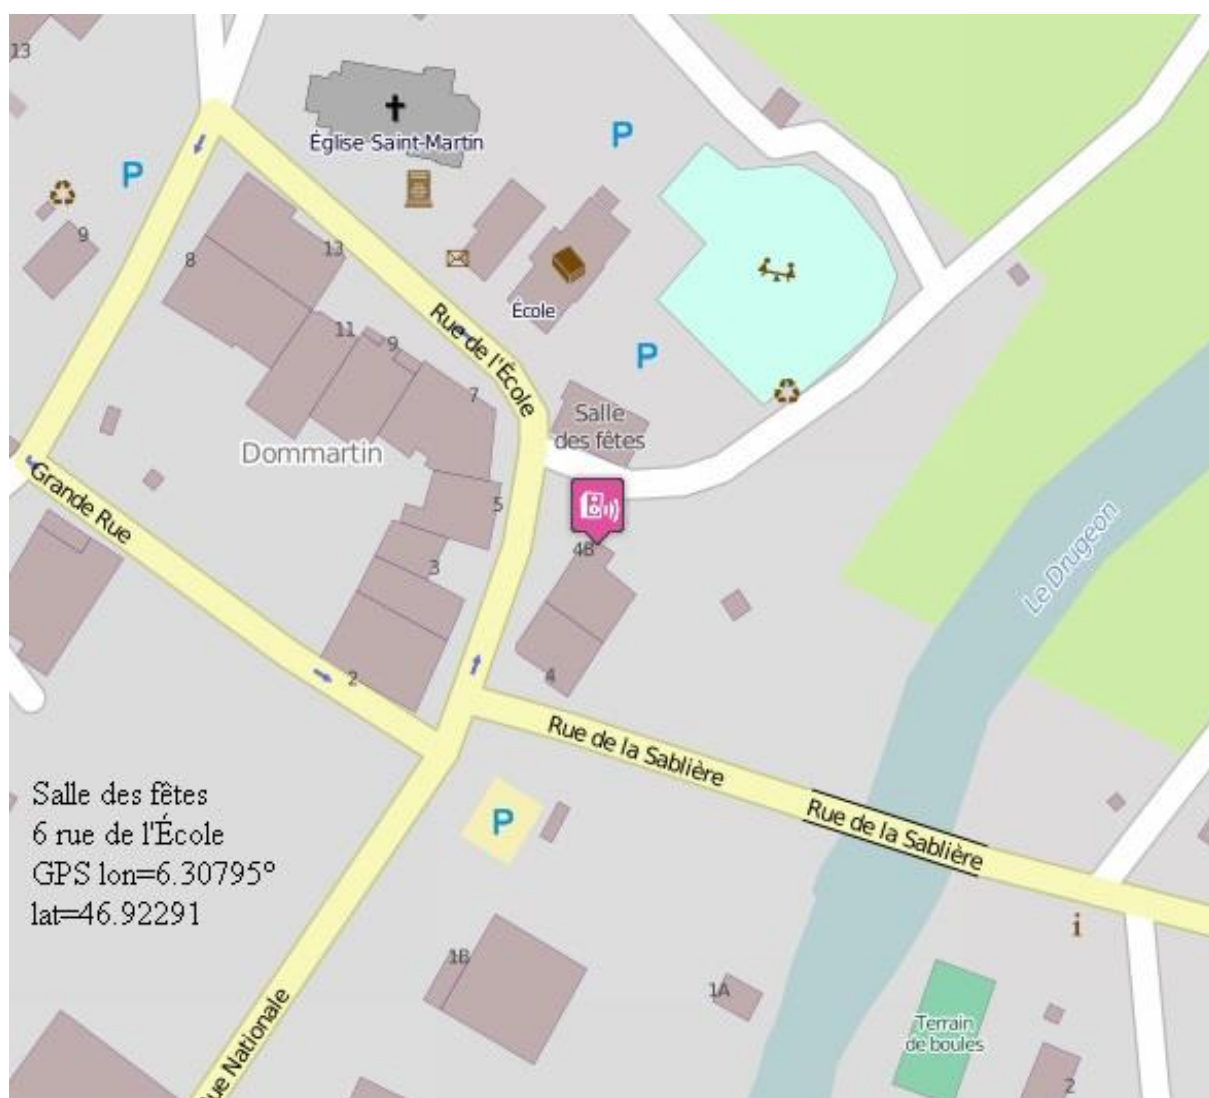 13
P
Église Saint-Martin
P
9
8
13
École
11
9
Rue de l'École
7
P
Salle
des fêtes
Dommartin
Grande Rue
5
4B
3
Le Drugeon
2
4
Rue de la Sablière
Rue de la Sablière
P
Salle des fêtes
6 rue de l'École
GPS lon=6.30795°
lat=46.92291
i
1B
1A
Rue Nationale
Terrain
de boules
2